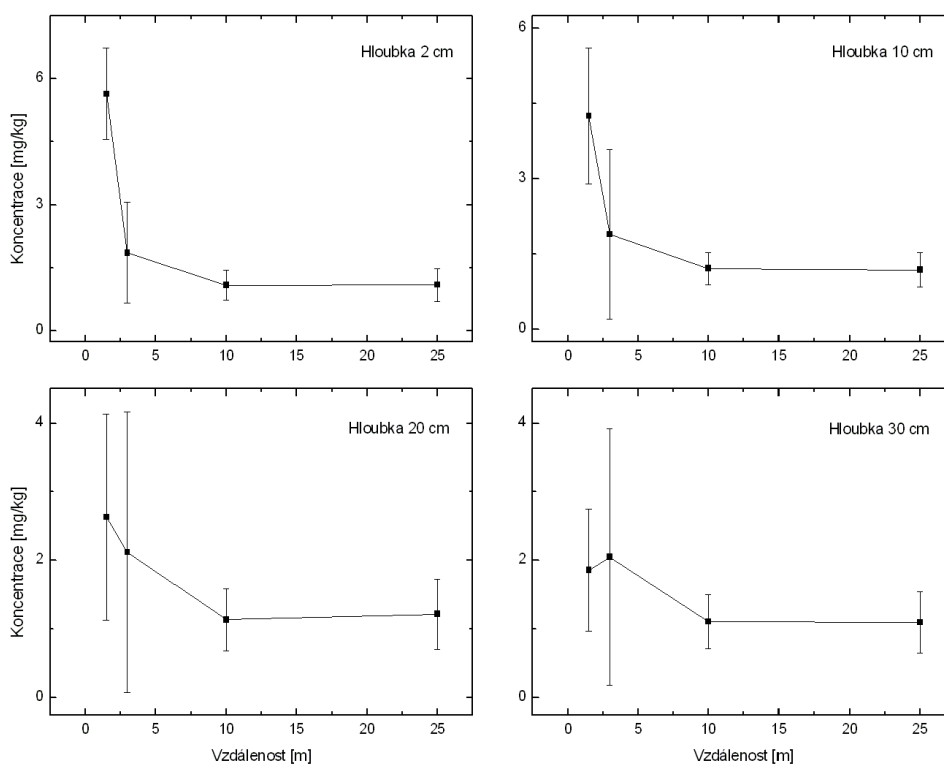 Hloubka 2 cm
Koncentrace [mg/kg]
6
3
0
0 5 10 15 20 25
Hloubka 10 cm
6
3
0
0 5 10 15 20 25
Hloubka 20 cm
Koncentrace [mg/kg]
4
2
0
0 5 10 15 20 25
Vzdálenost [m]
Hloubka 30 cm
4
2
0
0 5 10 15 20 25
Vzdálenost [m]